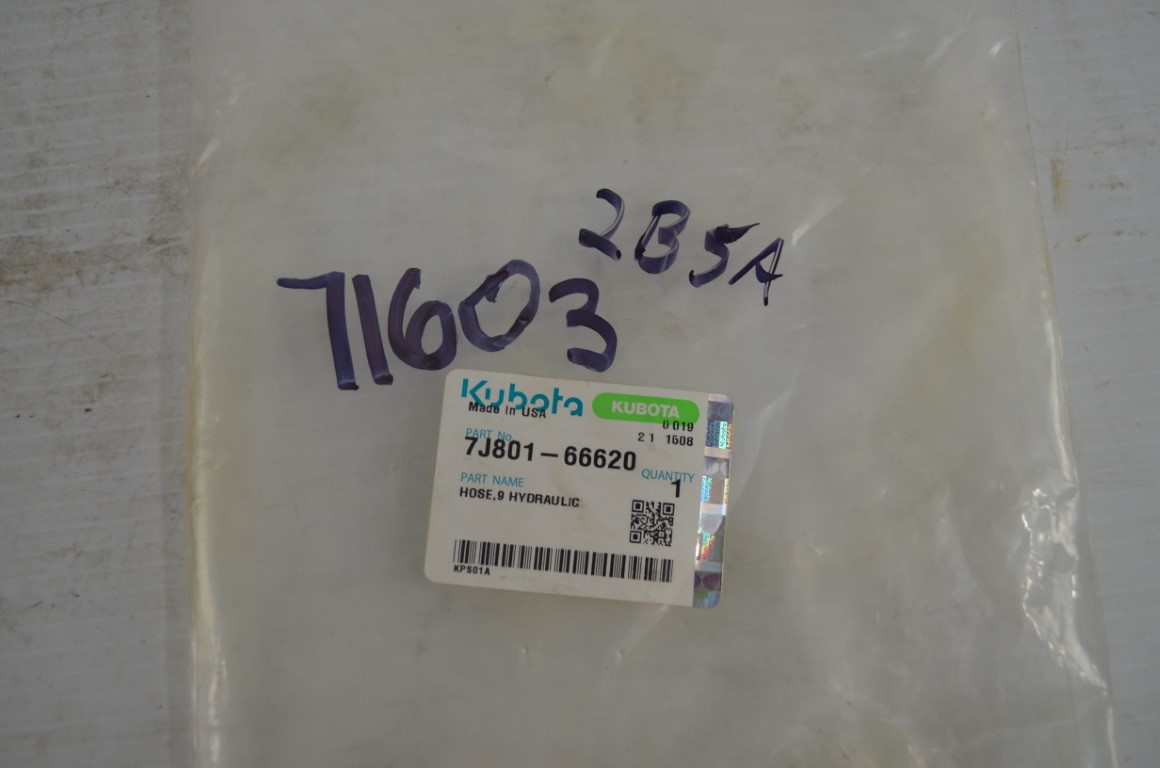 2B5A
71603
Kubota KUBOTA
Made in USA
0019
21 1508
PART No.
7J801-66620
QUANTITY
1
PART NAME
HOSE,9 HYDRAULIC
KPS01A